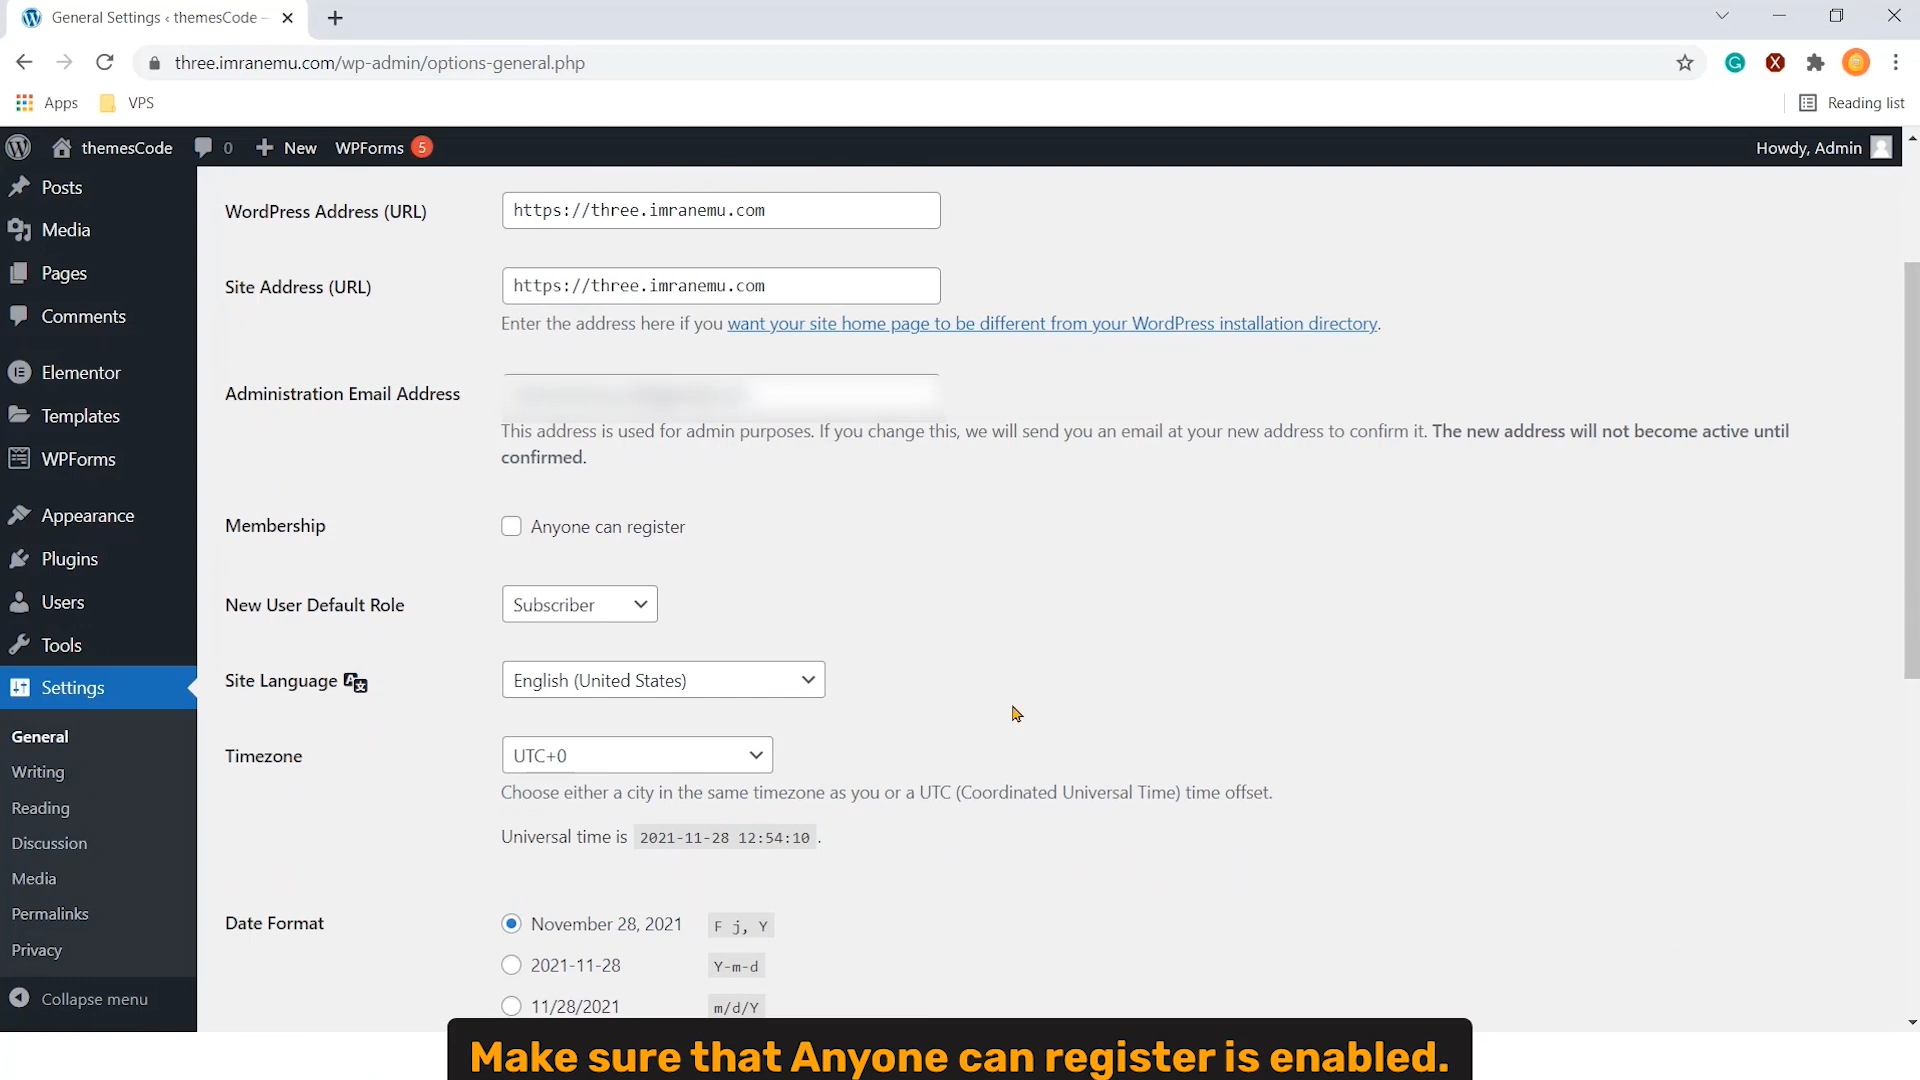 General Settings ‹ themesCode –
three.imranemu.com/wp-admin/options-general.php
Apps
VPS
Reading list
themesCode
0
New
WPForms
5
Howdy, Admin
Posts
Media
Pages
Comments
Elementor
Templates
WPForms
Appearance
Plugins
Users
Tools
Settings
General
Writing
Reading
Discussion
Media
Permalinks
Privacy
Collapse menu
WordPress Address (URL)
https://three.imranemu.com
Site Address (URL)
https://three.imranemu.com
Enter the address here if you want your site home page to be different from your WordPress installation directory.
Administration Email Address
This address is used for admin purposes. If you change this, we will send you an email at your new address to confirm it. The new address will not become active until
confirmed.
Membership
Anyone can register
New User Default Role
Subscriber
Site Language
English (United States)
Timezone
UTC+0
Choose either a city in the same timezone as you or a UTC (Coordinated Universal Time) time offset.
Universal time is 2021-11-28 12:54:10 .
Date Format
November 28, 2021 F j, Y
2021-11-28 Y-m-d
11/28/2021 m/d/Y
Make sure that Anyone can register is enabled.